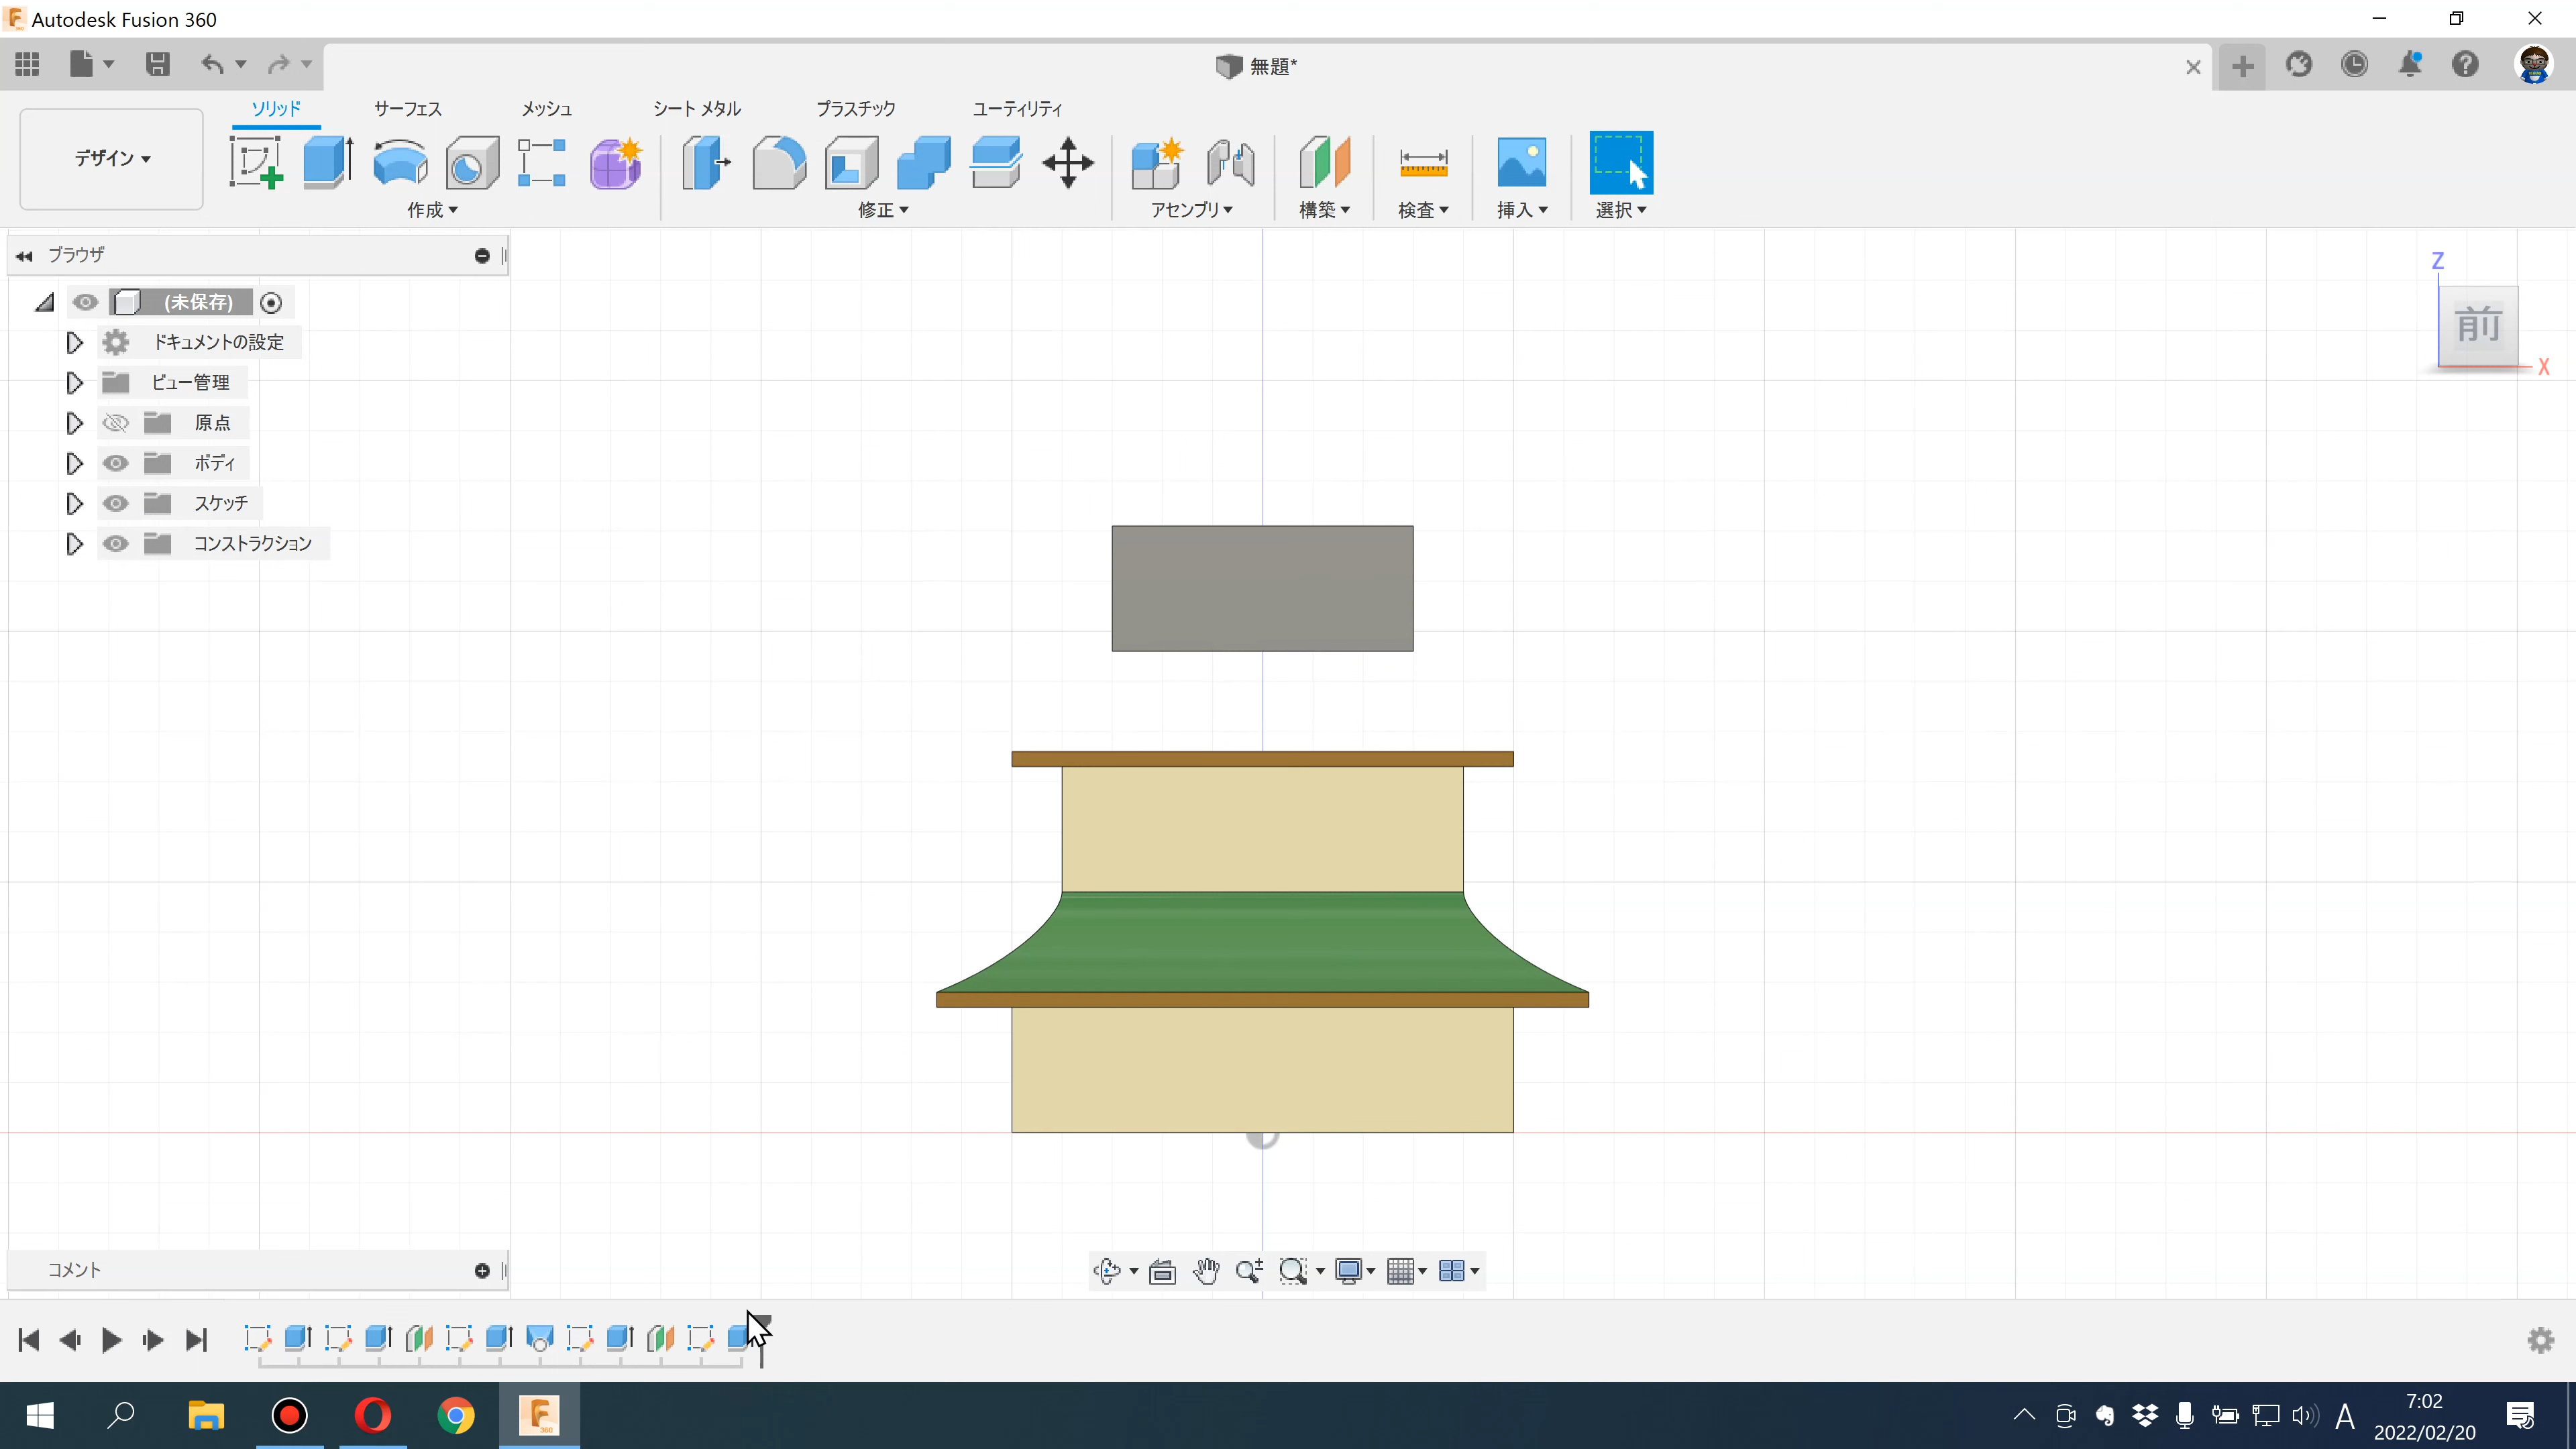 Autodesk Fusion 360
無題*
ソリッド サーフェス メッシュ シート メタル プラスチック ユーティリティ
デザイン
作成 修正 アセンブリ 構築 検査 挿入 選択
ブラウザ
(未保存)
ドキュメントの設定
ビュー管理
原点
ボディ
スケッチ
コンストラクション
Z
前
X
コメント
360
A
7:02
2022/02/20